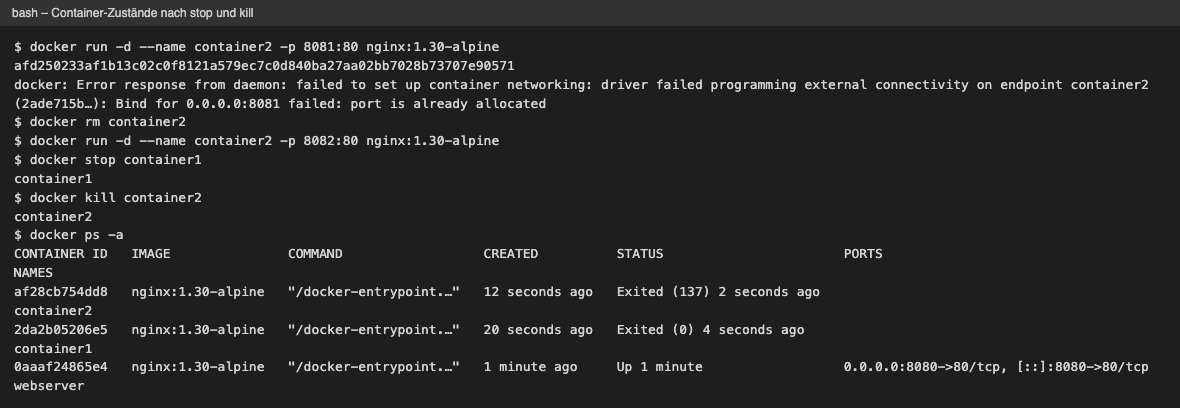 bash – Container-Zustände nach stop und kill
$ docker run -d --name container2 -p 8081:80 nginx:1.30-alpine
afd250233af1b13c02c0f8121a579ec7c0d840ba27aa02bb7028b73707e90571
docker: Error response from daemon: failed to set up container networking: driver failed programming external connectivity on endpoint container2
(2ade715b…): Bind for 0.0.0.0:8081 failed: port is already allocated
$ docker rm container2
$ docker run -d --name container2 -p 8082:80 nginx:1.30-alpine
$ docker stop container1
container1
$ docker kill container2
container2
$ docker ps -a
CONTAINER ID   IMAGE               COMMAND                  CREATED          STATUS                       PORTS
NAMES
af28cb754dd8   nginx:1.30-alpine   "/docker-entrypoint.…"   12 seconds ago   Exited (137) 2 seconds ago
container2
2da2b05206e5   nginx:1.30-alpine   "/docker-entrypoint.…"   20 seconds ago   Exited (0) 4 seconds ago
container1
0aaaf24865e4   nginx:1.30-alpine   "/docker-entrypoint.…"   1 minute ago     Up 1 minute                  0.0.0.0:8080->80/tcp, [::]:8080->80/tcp
webserver